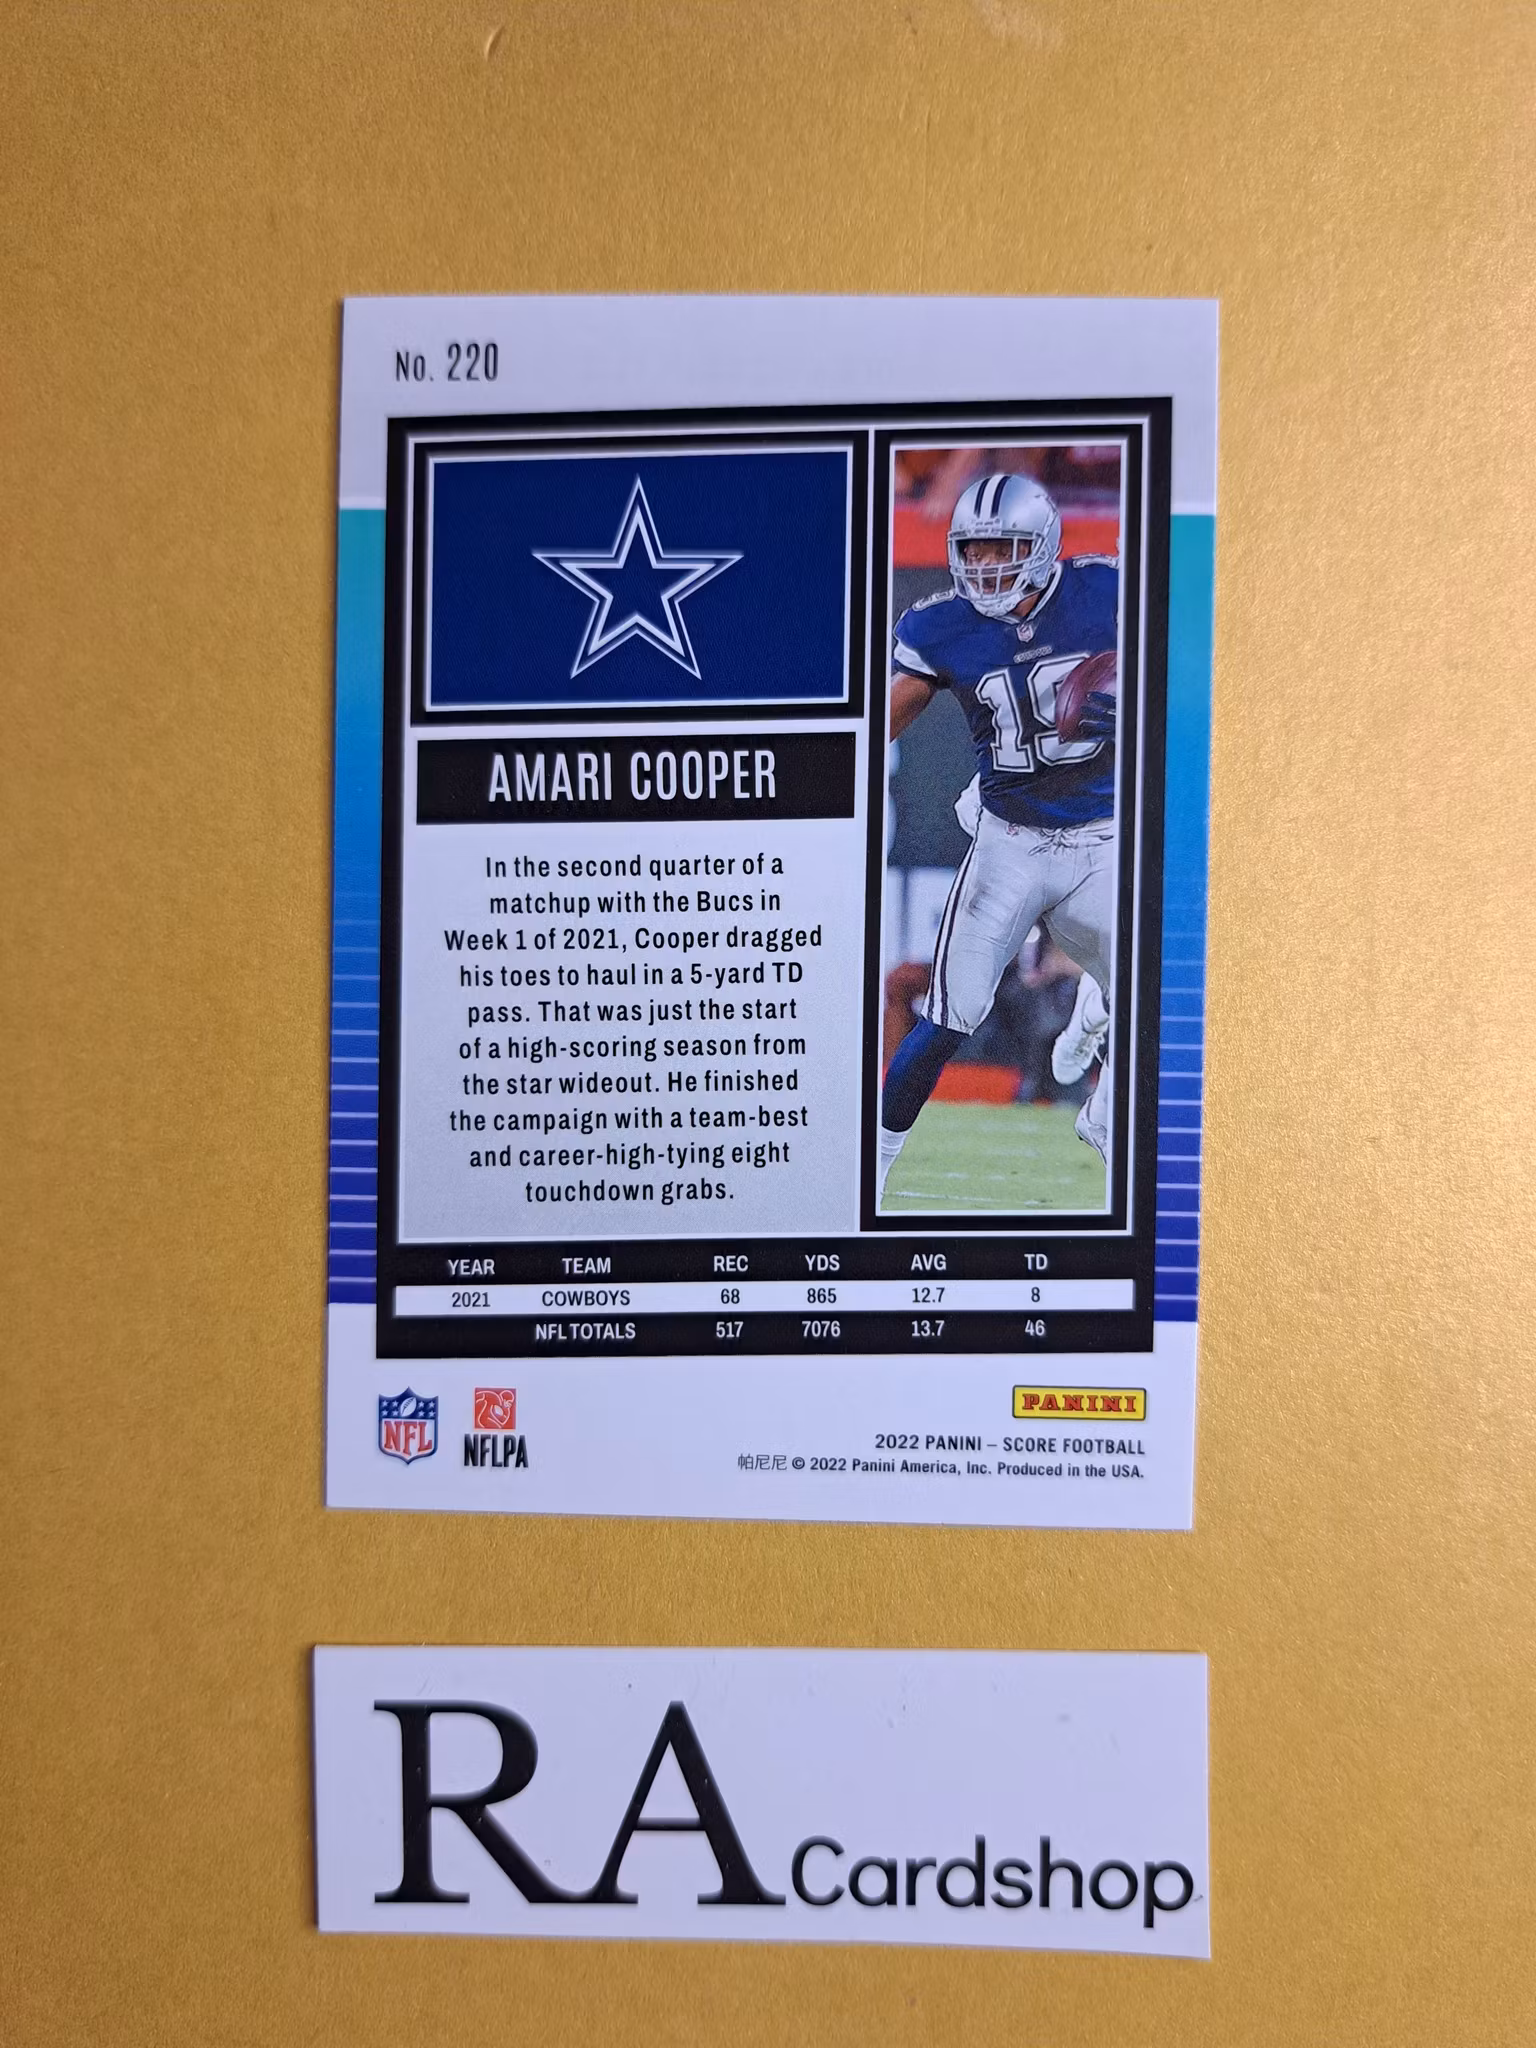 No. 220
AMARI COOPER
In the second quarter of a
matchup with the Bucs in
Week 1 of 2021, Cooper dragged
his toes to haul in a 5-yard TD
pass. That was just the start
of a high-scoring season from
the star wideout. He finished
the campaign with a team-best
and career-high-tying eight
touchdown grabs.
19
COWBOYS
19
YEAR TEAM REC YDS AVG TD
2021 COWBOYS 68 865 12.7 8
NFL TOTALS 517 7076 13.7 46
NFL
NFLPA
PANINI
2022 PANINI – SCORE FOOTBALL
帕尼尼 © 2022 Panini America, Inc. Produced in the USA.
RA Cardshop